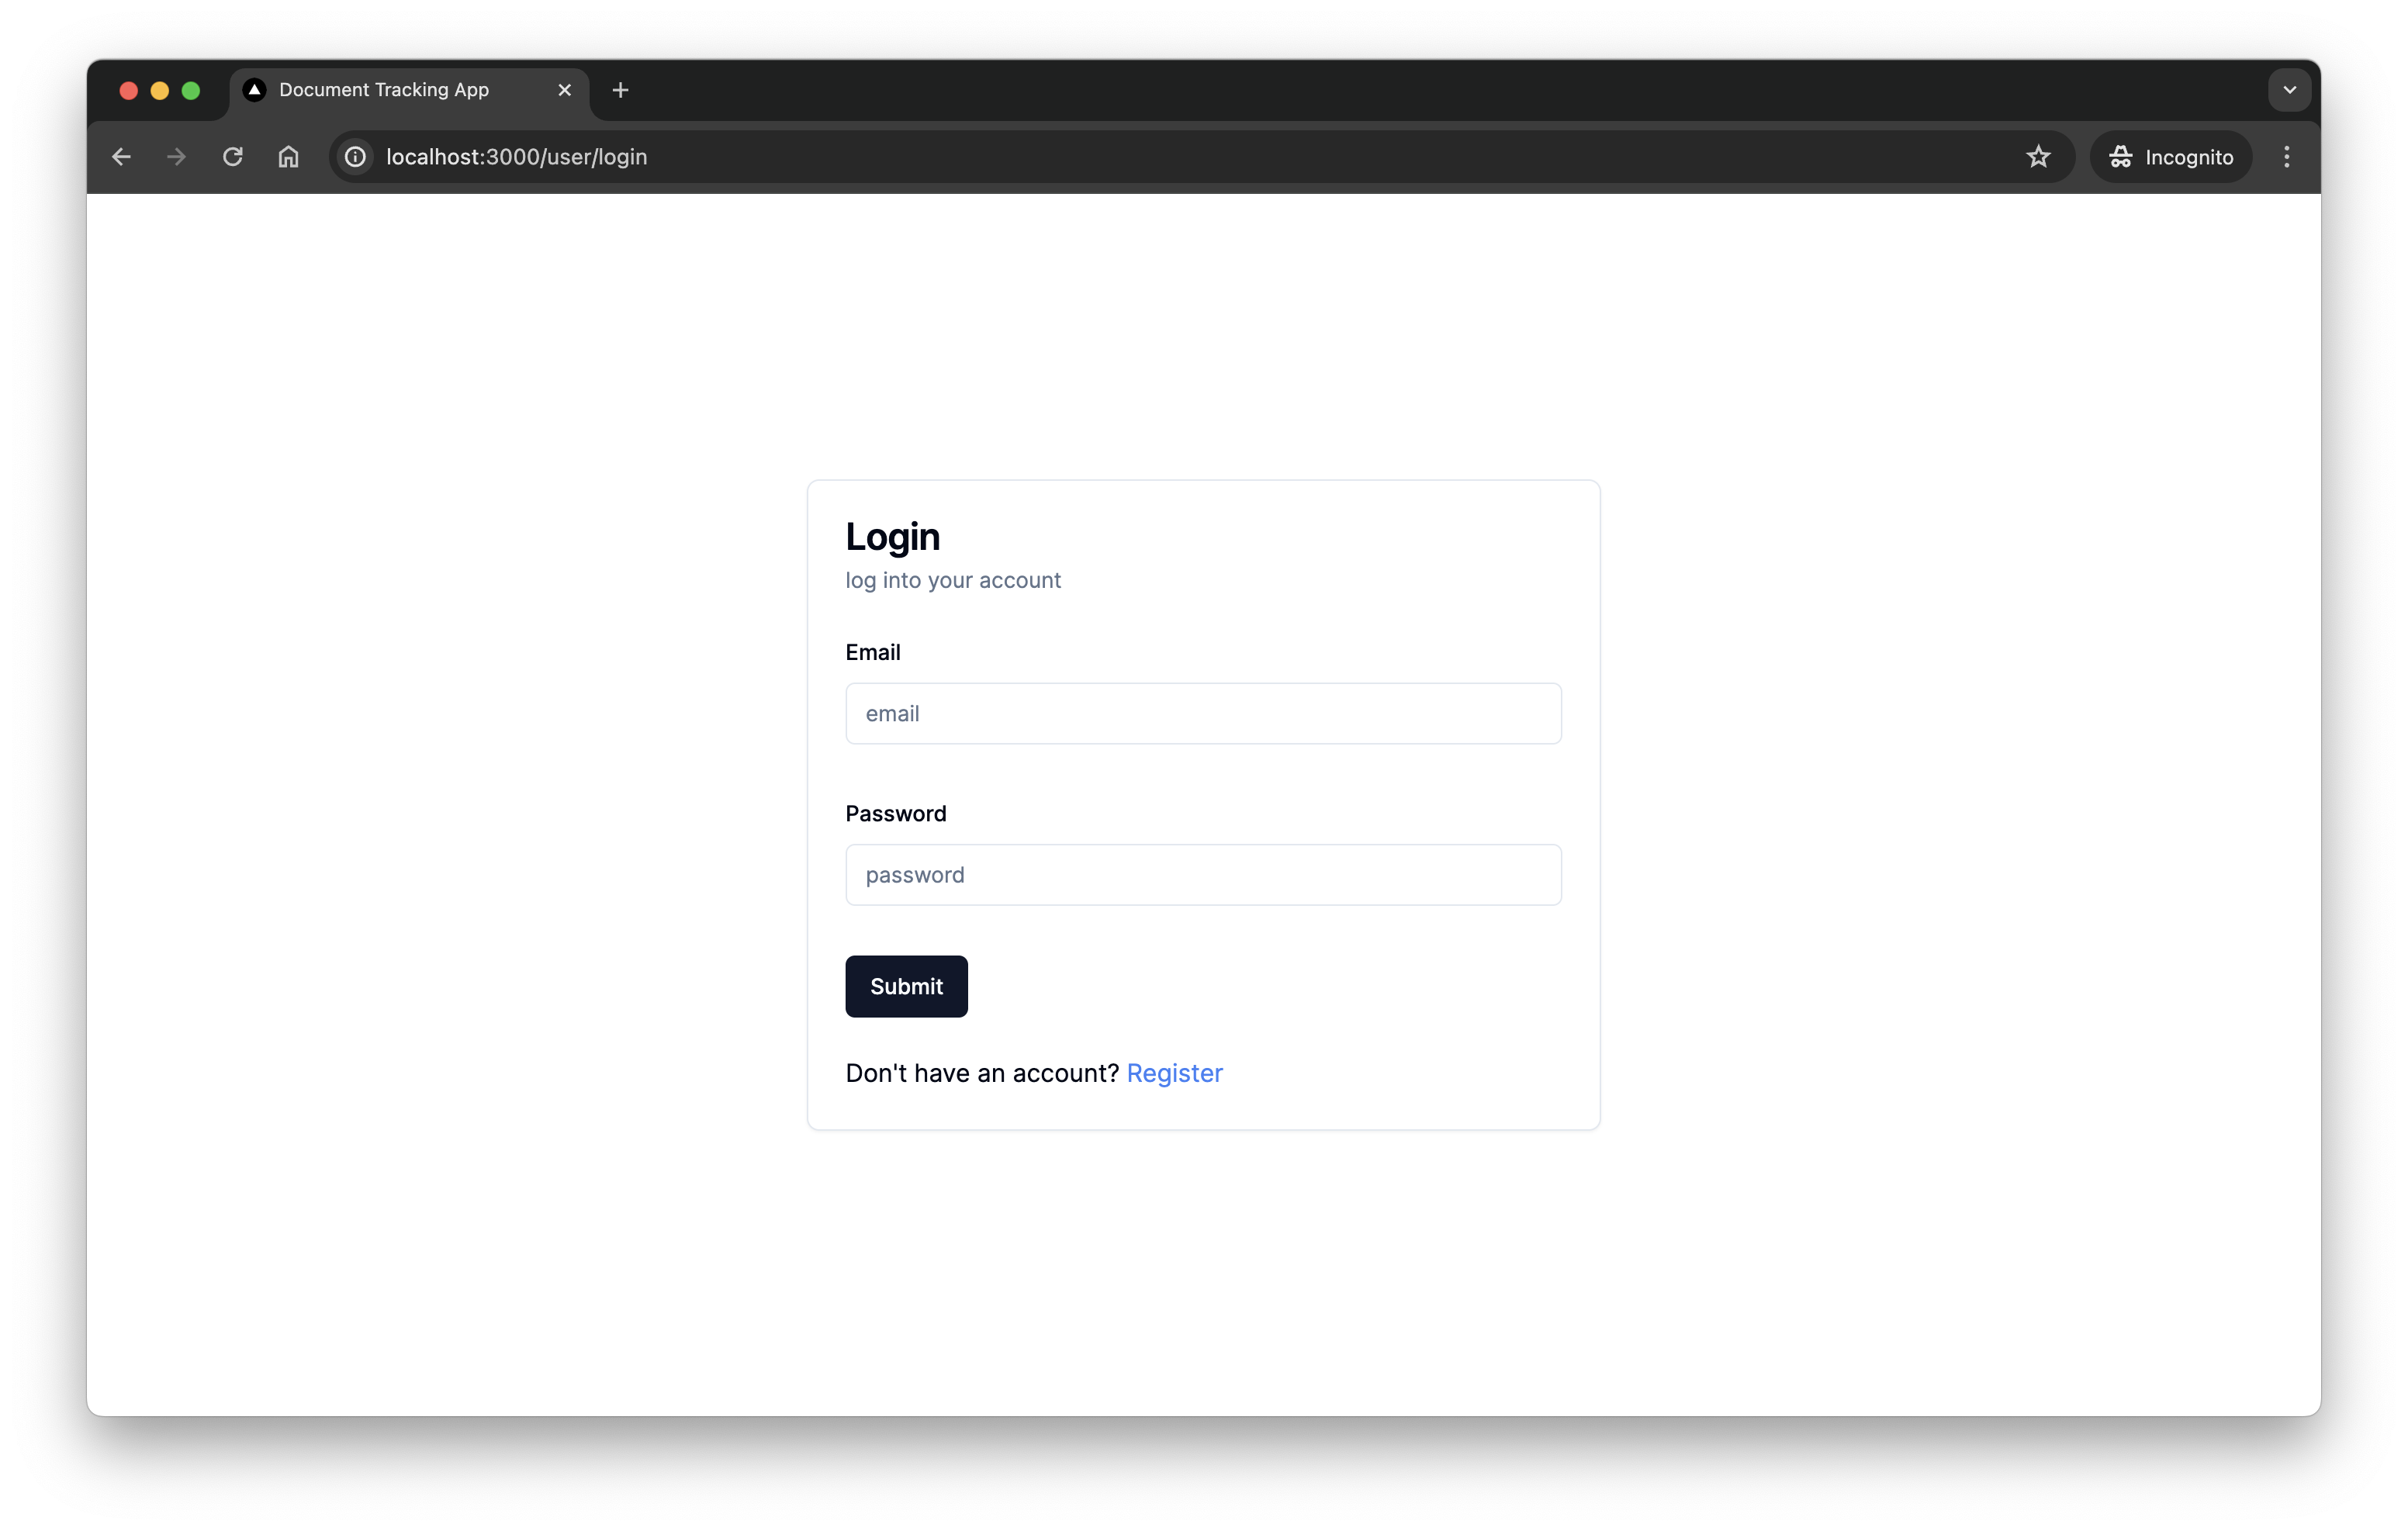 Document Tracking App
localhost:3000/user/login
Incognito
Login
log into your account
Email
email
Password
password
Submit
Don't have an account? Register